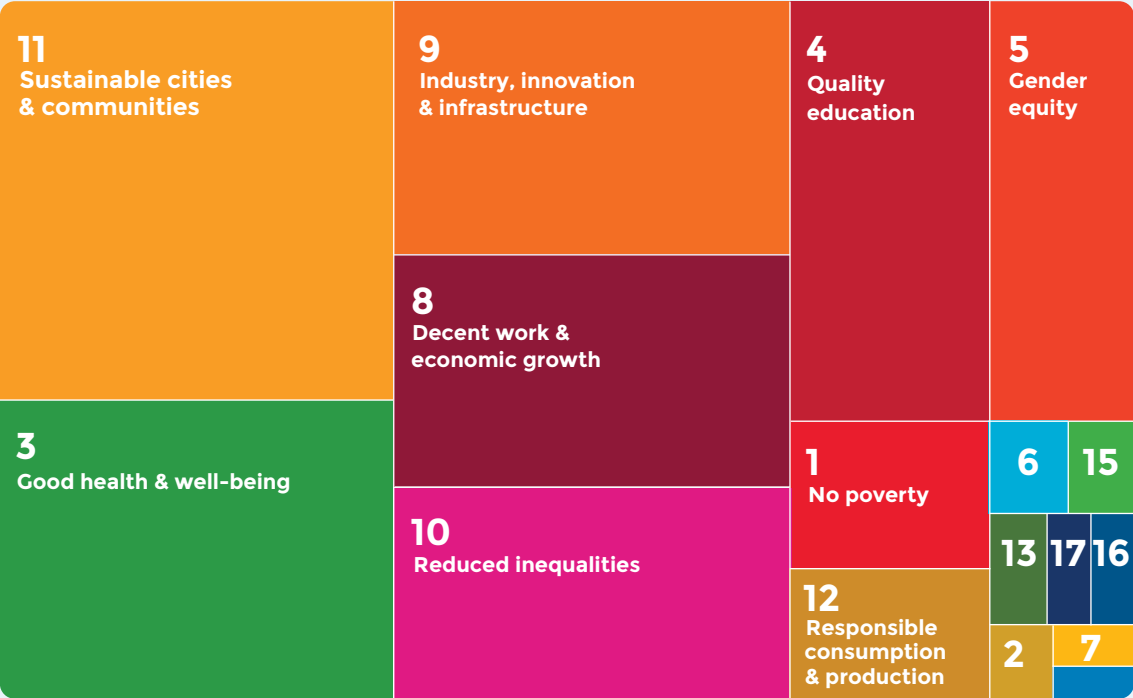 11
Sustainable cities
& communities
3
Good health & well-being
9
Industry, innovation
& infrastructure
8
Decent work &
economic growth
10
Reduced inequalities
4
Quality
education
1
No poverty
12
Responsible
consumption
& production
5
Gender
equity
6
15
13
17
16
2
7